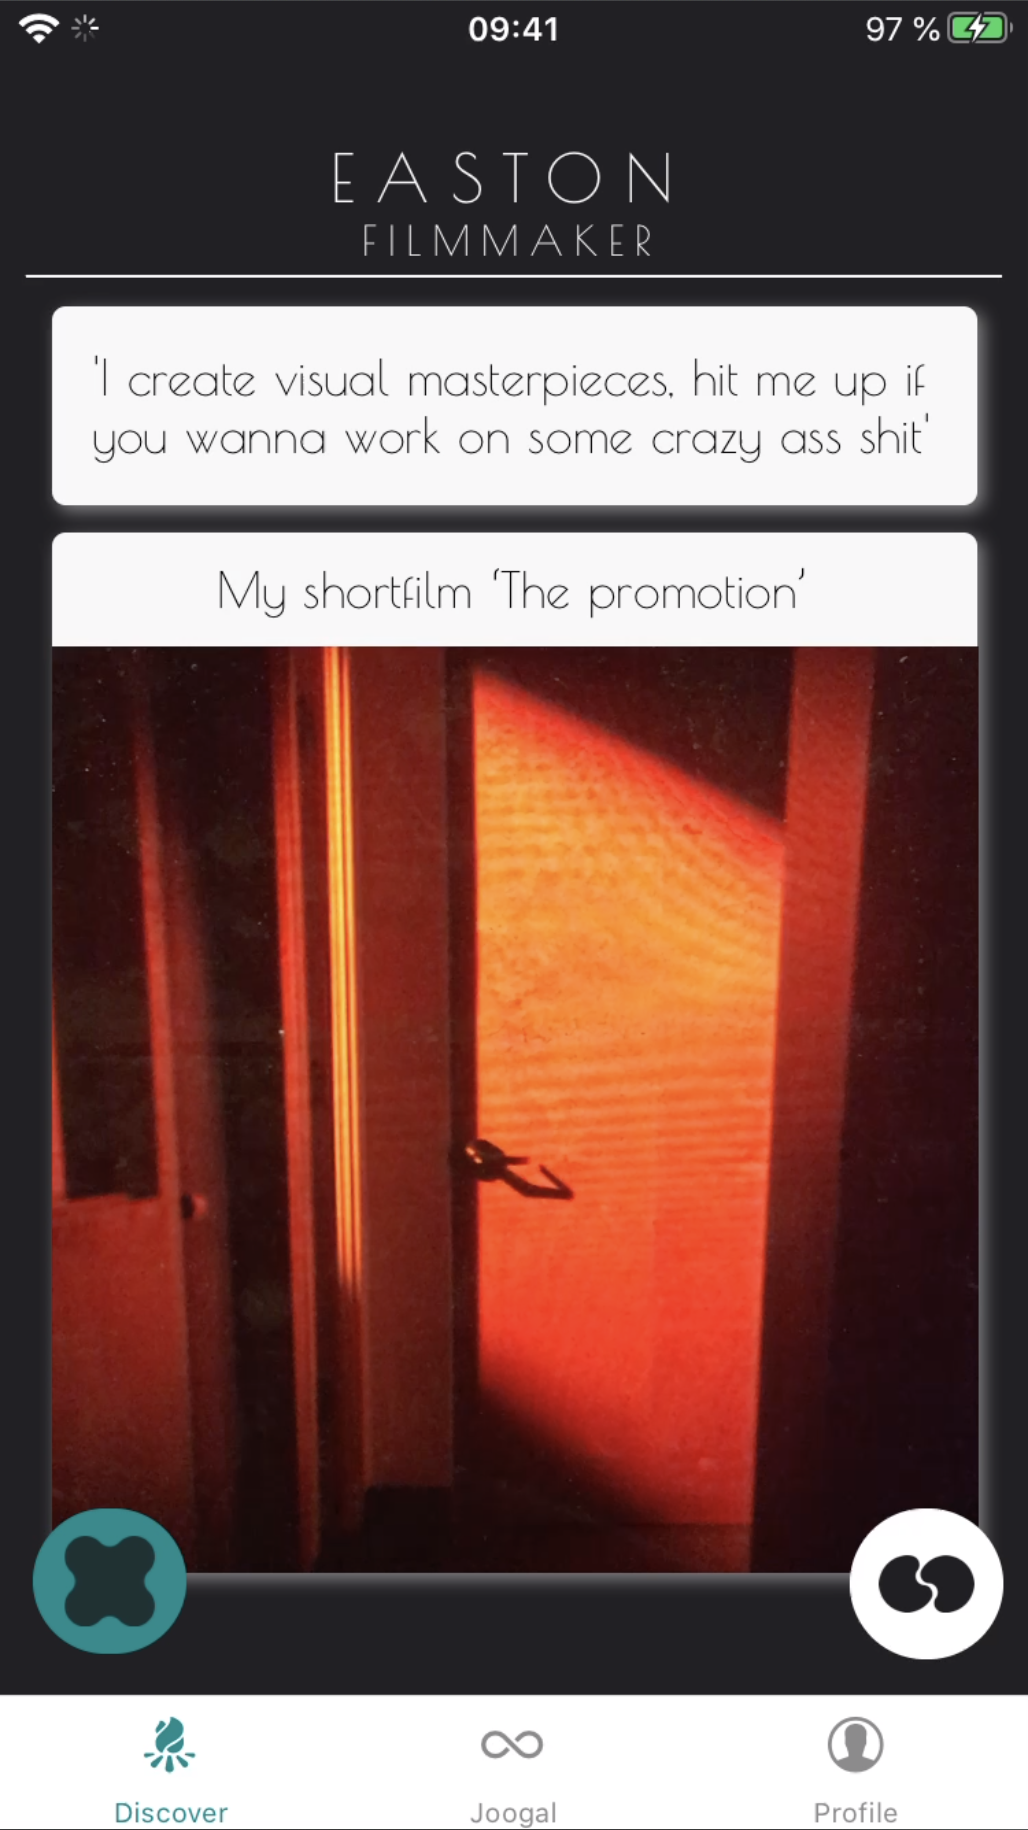 09:41
97 %
EASTON
FILMMAKER
'I create visual masterpieces, hit me up if
you wanna work on some crazy ass shit'
My shortfilm ‘The promotion’
Discover
Joogal
Profile